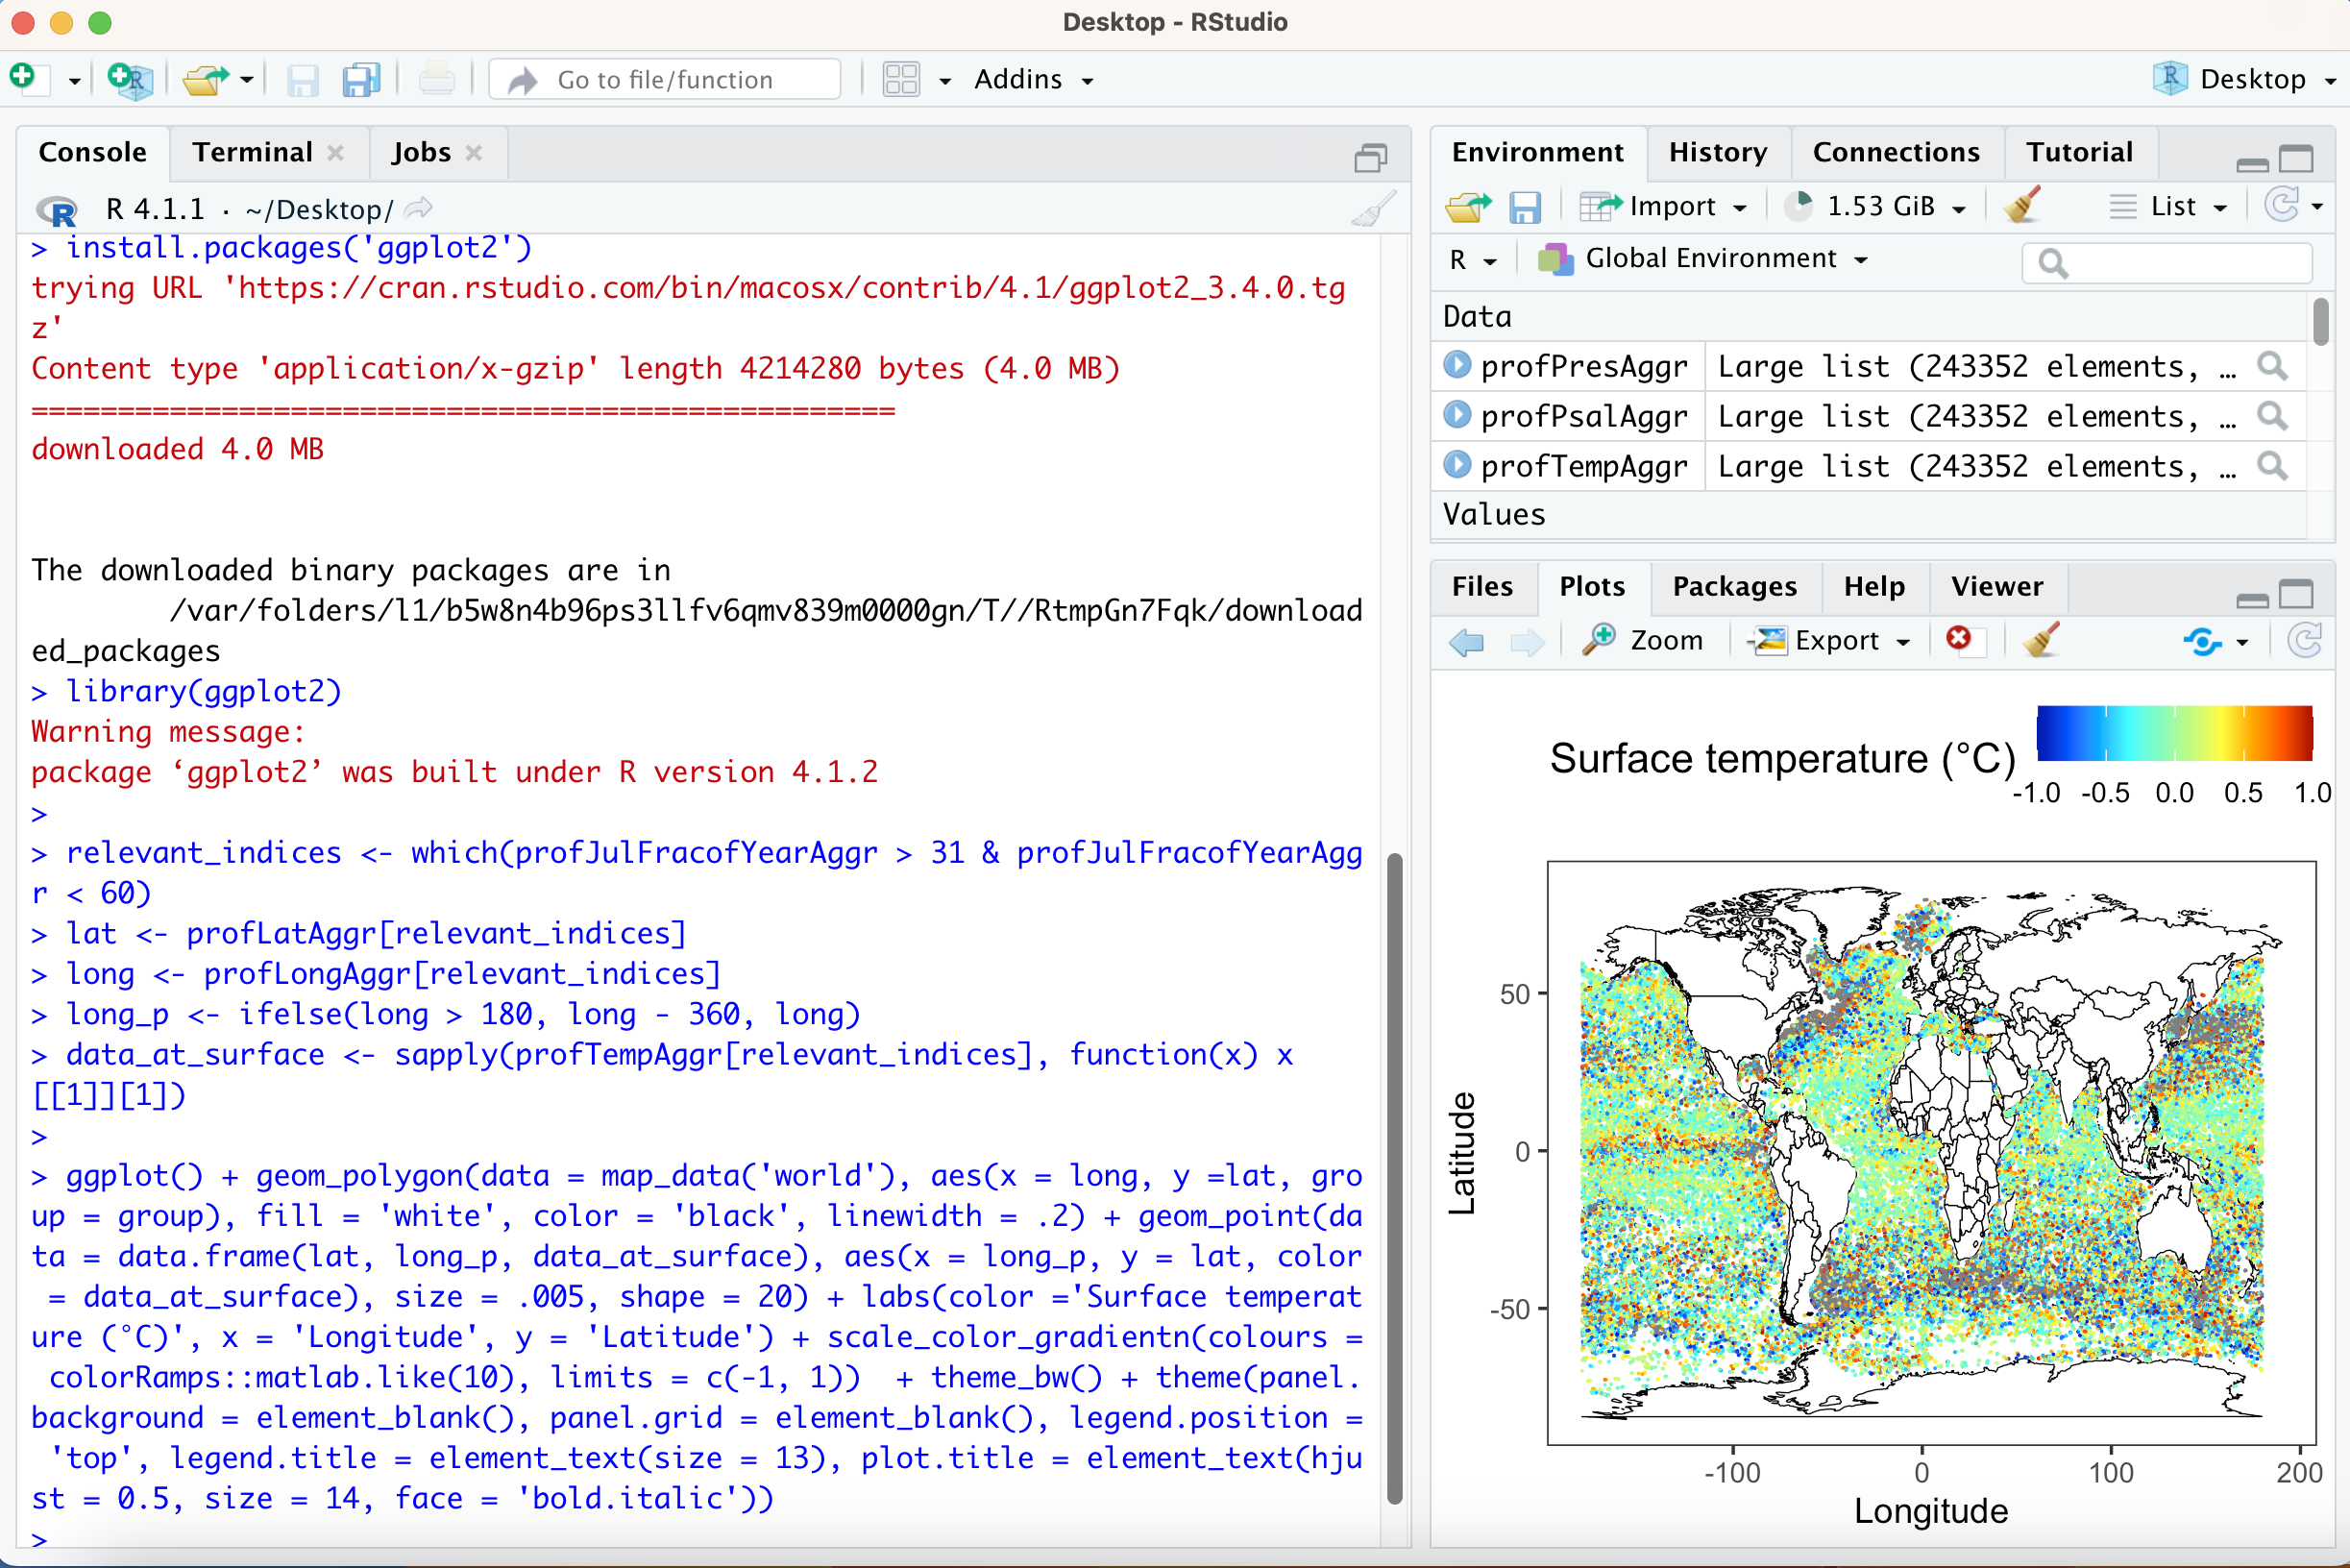 Desktop - RStudio
Go to file/function
Addins
Desktop
Console
Terminal
Jobs
R 4.1.1 · ~/Desktop/
> install.packages('ggplot2')
trying URL 'https://cran.rstudio.com/bin/macosx/contrib/4.1/ggplot2_3.4.0.tg
z'
Content type 'application/x-gzip' length 4214280 bytes (4.0 MB)
==================================================
downloaded 4.0 MB
The downloaded binary packages are in
/var/folders/l1/b5w8n4b96ps3llfv6qmv839m0000gn/T//RtmpGn7Fqk/download
ed_packages
> library(ggplot2)
Warning message:
package ‘ggplot2’ was built under R version 4.1.2
>
> relevant_indices <- which(profJulFracofYearAggr > 31 & profJulFracofYearAgg
r < 60)
> lat <- profLatAggr[relevant_indices]
> long <- profLongAggr[relevant_indices]
> long_p <- ifelse(long > 180, long - 360, long)
> data_at_surface <- sapply(profTempAggr[relevant_indices], function(x) x
[[1]][1])
>
> ggplot() + geom_polygon(data = map_data('world'), aes(x = long, y =lat, gro
up = group), fill = 'white', color = 'black', linewidth = .2) + geom_point(da
ta = data.frame(lat, long_p, data_at_surface), aes(x = long_p, y = lat, color
= data_at_surface), size = .005, shape = 20) + labs(color ='Surface temperat
ure (°C)', x = 'Longitude', y = 'Latitude') + scale_color_gradientn(colours =
colorRamps::matlab.like(10), limits = c(-1, 1))  + theme_bw() + theme(panel.
background = element_blank(), panel.grid = element_blank(), legend.position =
'top', legend.title = element_text(size = 13), plot.title = element_text(hju
st = 0.5, size = 14, face = 'bold.italic'))
>
Environment
History
Connections
Tutorial
Import
1.53 GiB
List
R
Global Environment
Data
profPresAggr Large list (243352 elements, …
profPsalAggr Large list (243352 elements, …
profTempAggr Large list (243352 elements, …
Values
Files
Plots
Packages
Help
Viewer
Zoom
Export
Surface temperature (°C)
-1.0 -0.5 0.0 0.5 1.0
50
0
-50
Latitude
-100 0 100 200
Longitude